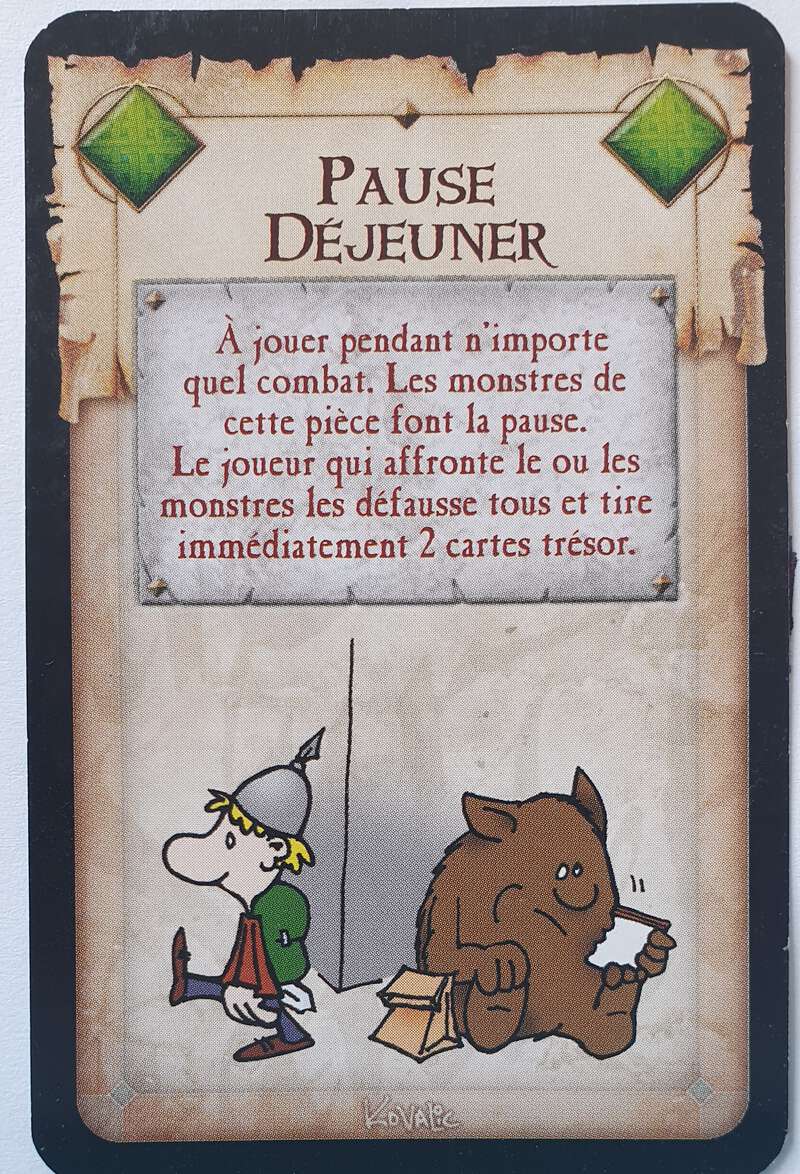 PAUSE
DÉJEUNER
À jouer pendant n'importe
quel combat. Les monstres de
cette pièce font la pause.
Le joueur qui affronte le ou les
monstres les défausse tous et tire
immédiatement 2 cartes trésor.
KOVALIC